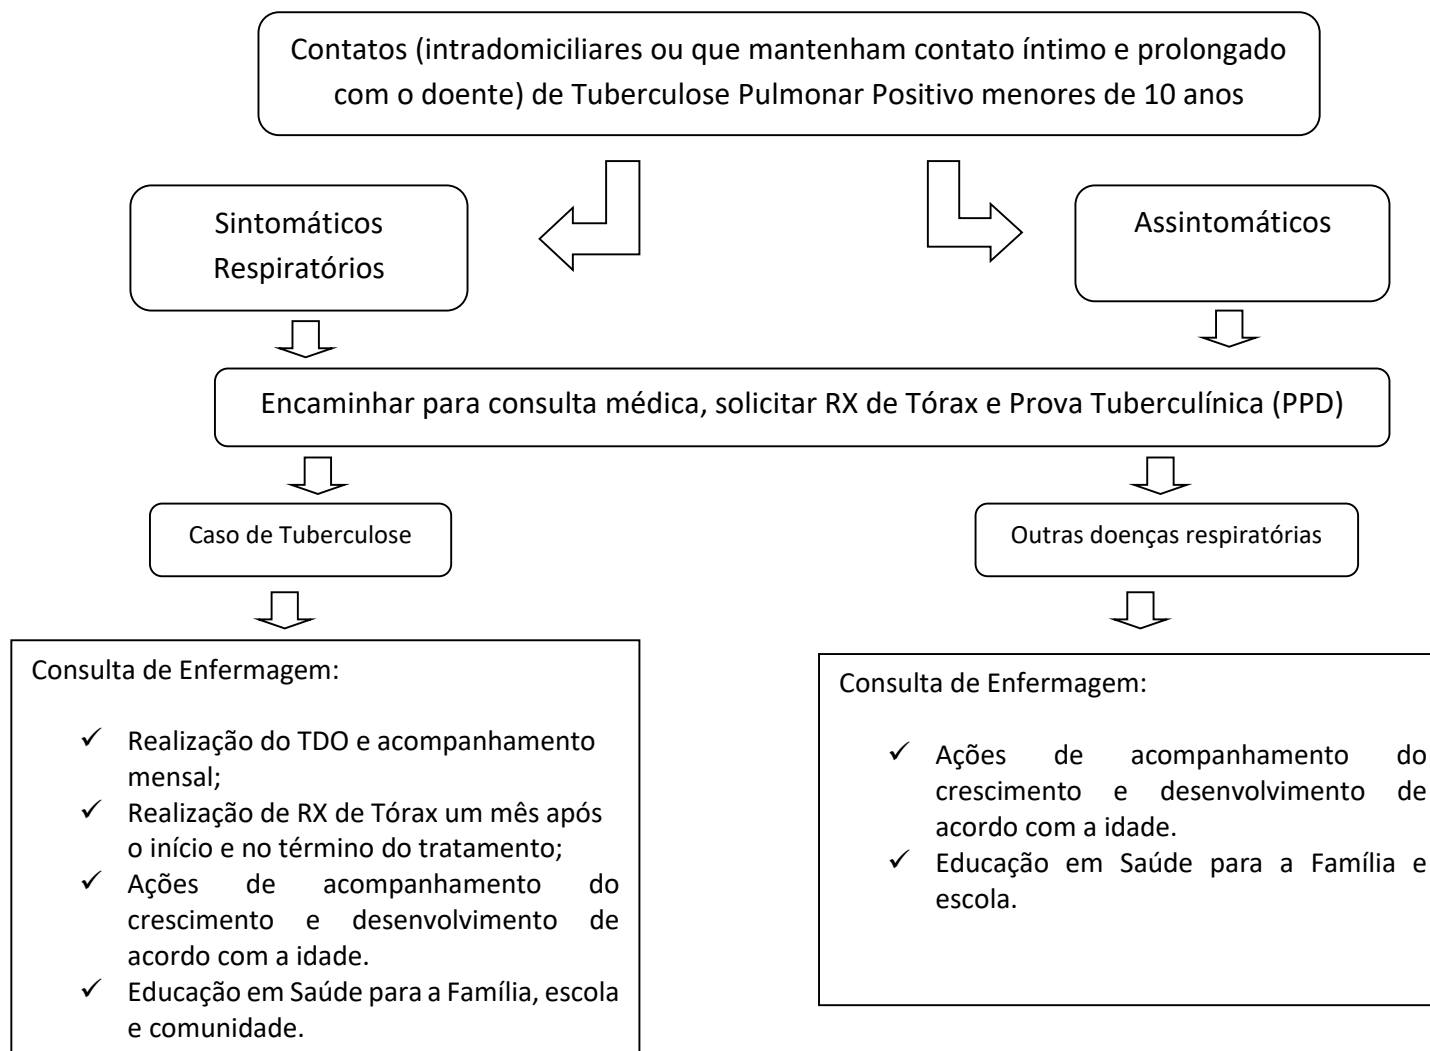 Contatos (intradomiciliares ou que mantenham contato íntimo e prolongado
com o doente) de Tuberculose Pulmonar Positivo menores de 10 anos
Sintomáticos
Respiratórios
Assintomáticos
Encaminhar para consulta médica, solicitar RX de Tórax e Prova Tuberculínica (PPD)
Caso de Tuberculose
Outras doenças respiratórias
Consulta de Enfermagem:
✓ Realização do TDO e acompanhamento
mensal;
✓ Realização de RX de Tórax um mês após
o início e no término do tratamento;
✓ Ações de acompanhamento do
crescimento e desenvolvimento de
acordo com a idade.
✓ Educação em Saúde para a Família, escola
e comunidade.
Consulta de Enfermagem:
✓ Ações de acompanhamento do
crescimento e desenvolvimento de
acordo com a idade.
✓ Educação em Saúde para a Família e
escola.